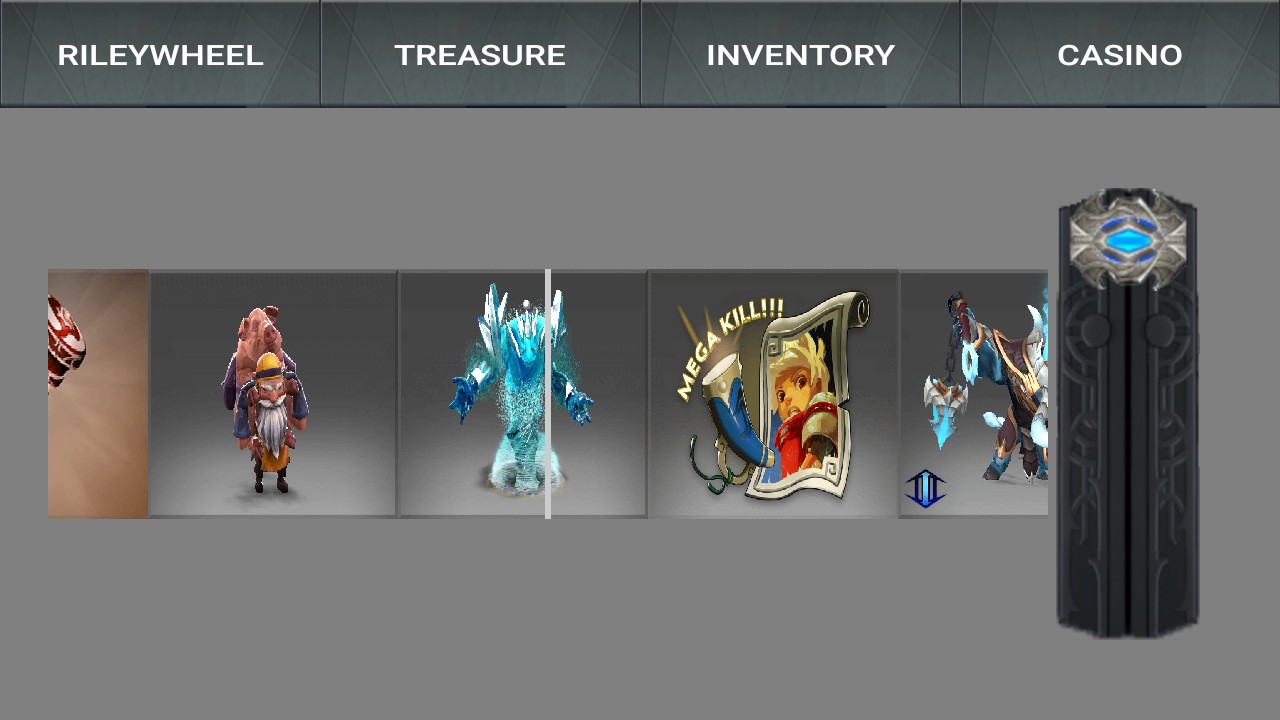 RILEYWHEEL
TREASURE
INVENTORY
CASINO
MEGA KILL!!!